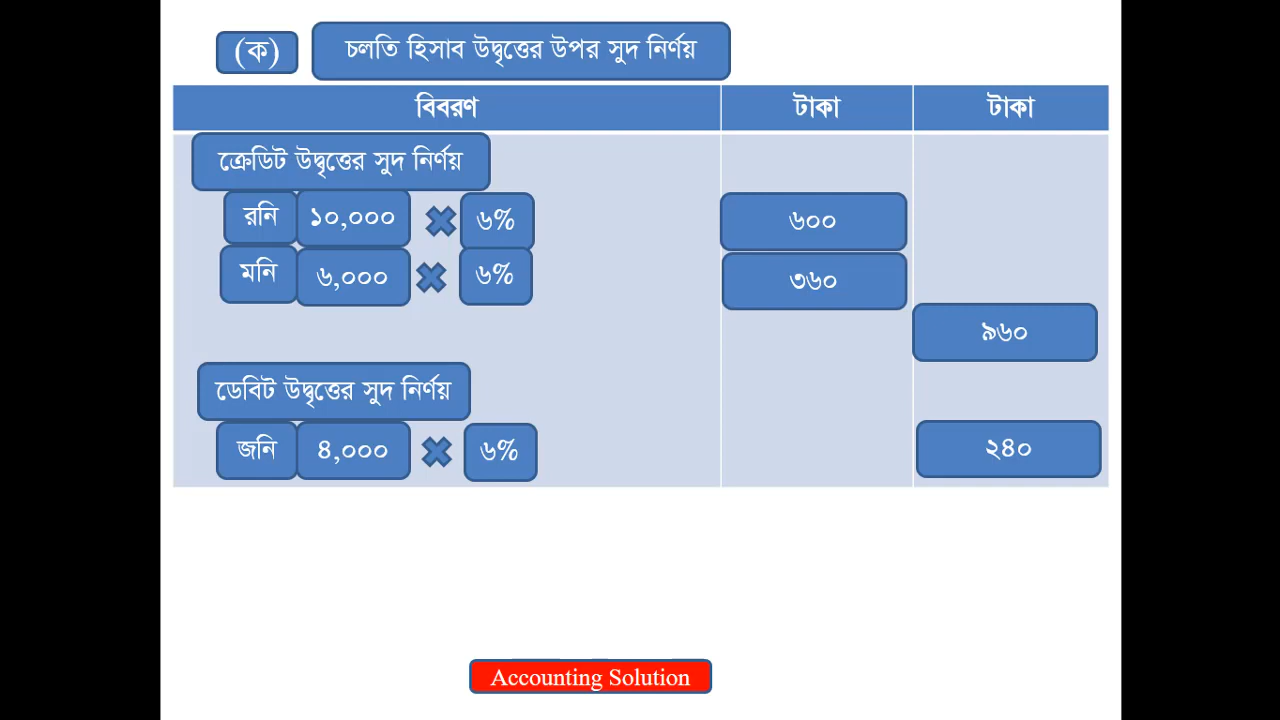 (ক) চলতি হিসাব উদ্বৃত্তের উপর সুদ নির্ণয়
বিবরণ টাকা টাকা
ক্রেডিট উদ্বৃত্তের সুদ নির্ণয়
রনি ১০,০০০ ৬% ৬০০
মনি ৬,০০০ ৬% ৩৬০
৯৬০
ডেবিট উদ্বৃত্তের সুদ নির্ণয়
জনি ৪,০০০ ৬% ২৪০
Accounting Solution